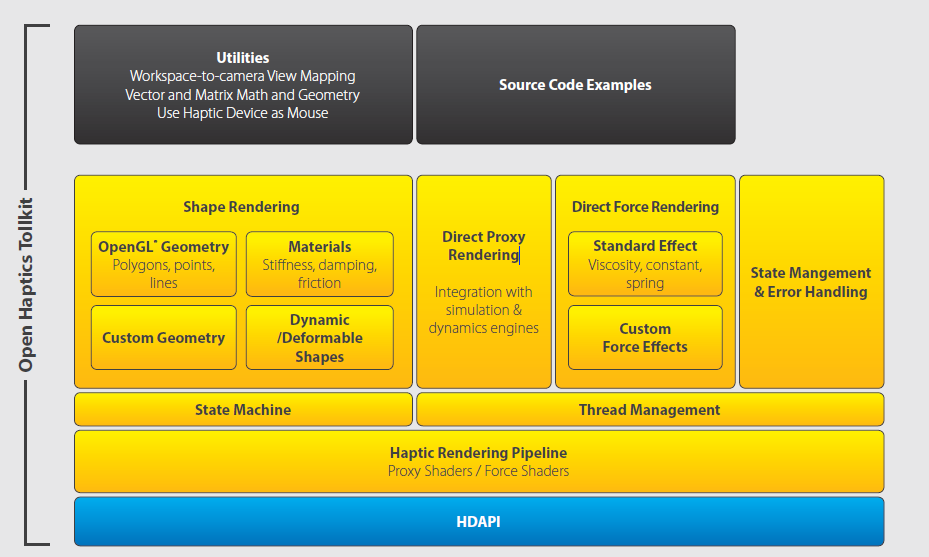 Open Haptics Tollkit
Utilities
Workspace-to-camera View Mapping
Vector and Matrix Math and Geometry
Use Haptic Device as Mouse
Source Code Examples
Shape Rendering
OpenGL* Geometry
Polygons, points,
lines
Materials
Stiffness, damping,
friction
Custom Geometry
Dynamic
/Deformable
Shapes
Direct Proxy
Rendering
Integration with
simulation &
dynamics engines
Direct Force Rendering
Standard Effect
Viscosity, constant,
spring
Custom
Force Effects
State Mangement
& Error Handling
State Machine
Thread Management
Haptic Rendering Pipeline
Proxy Shaders / Force Shaders
HDAPI